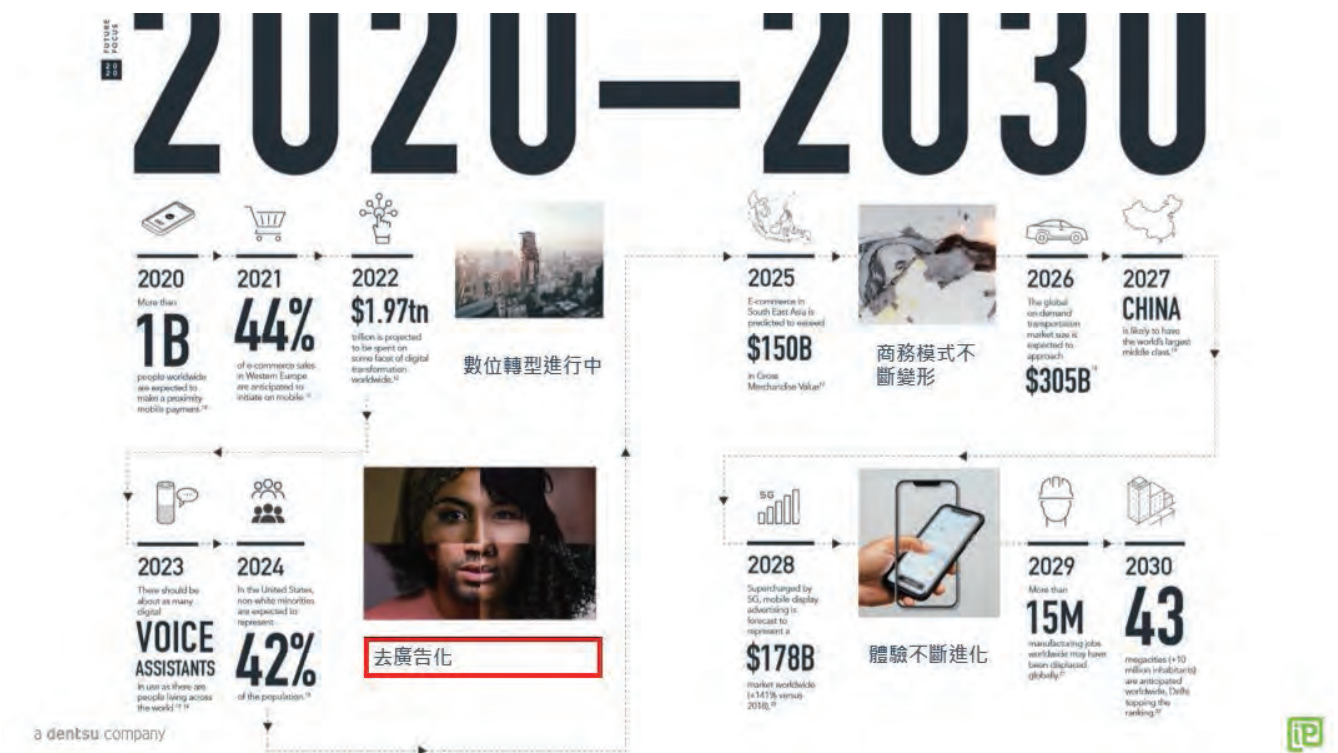 FUTURE
FOCUS
20
20
2020—2030
2020
More than
1B
people worldwide
are expected to
make a proximity
mobile payment.
2021
44%
of e-commerce sales
in Western Europe
are anticipated to
initiate on mobile.
2022
$1.97tn
trillion is projected
to be spent on
some facet of digital
transformation
worldwide.
數位轉型進行中
2023
There should be
about as many
digital
VOICE
ASSISTANTS
in use as there are
people living across
the world.
2024
In the United States,
non-white minorities
are expected to
represent
42%
of the population.
去廣告化
2025
E-commerce in
South East Asia is
predicted to exceed
$150B
in Gross
Merchandise Value
商務模式不
斷變形
2026
The global
on-demand
transportation
market size is
expected to
approach
$305B
2027
CHINA
is likely to have
the world's largest
middle class.
5G
2028
Supercharged by
5G, mobile display
advertising is
forecast to
represent a
$178B
market worldwide
(+141% versus
2018).
體驗不斷進化
2029
More than
15M
manufacturing jobs
worldwide may have
been displaced
globally.
2030
43
megacities (+10
million inhabitants)
are anticipated
worldwide, Delhi
topping the
ranking.
a dentsu company
iP